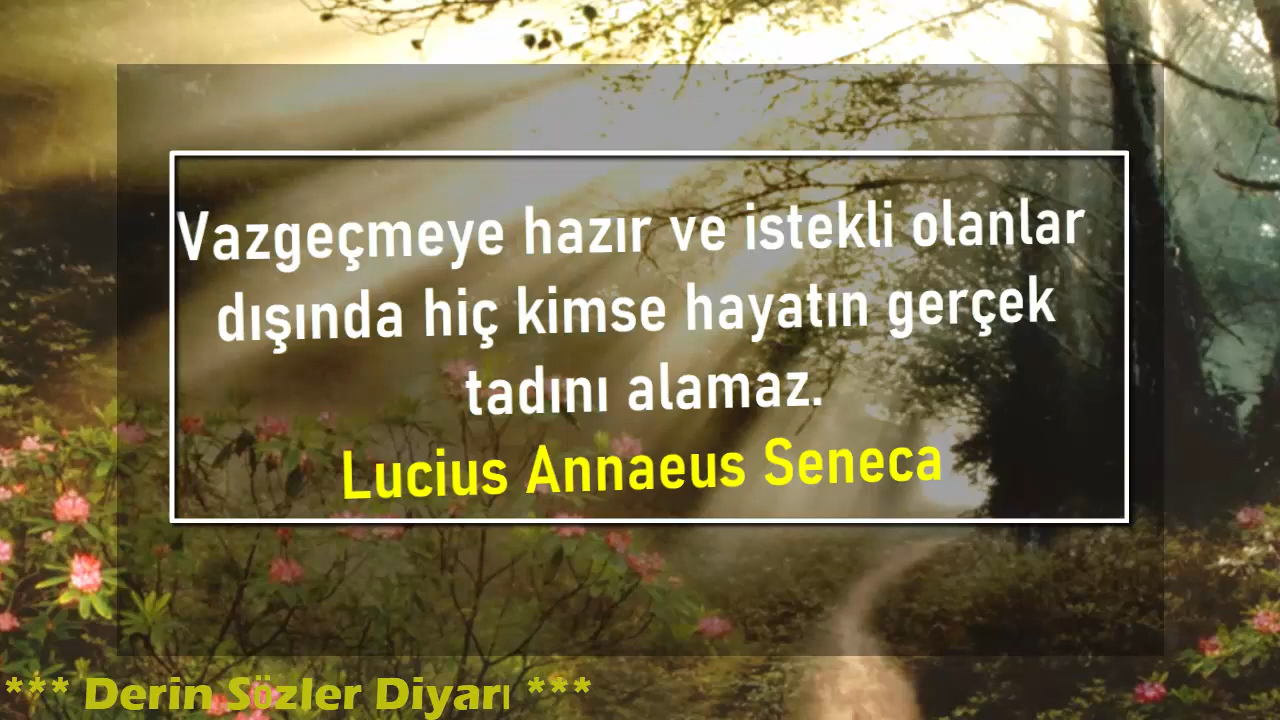 Vazgeçmeye hazır ve istekli olanlar
dışında hiç kimse hayatın gerçek
tadını alamaz.
Lucius Annaeus Seneca
*** Derin Sözler Diyarı ***